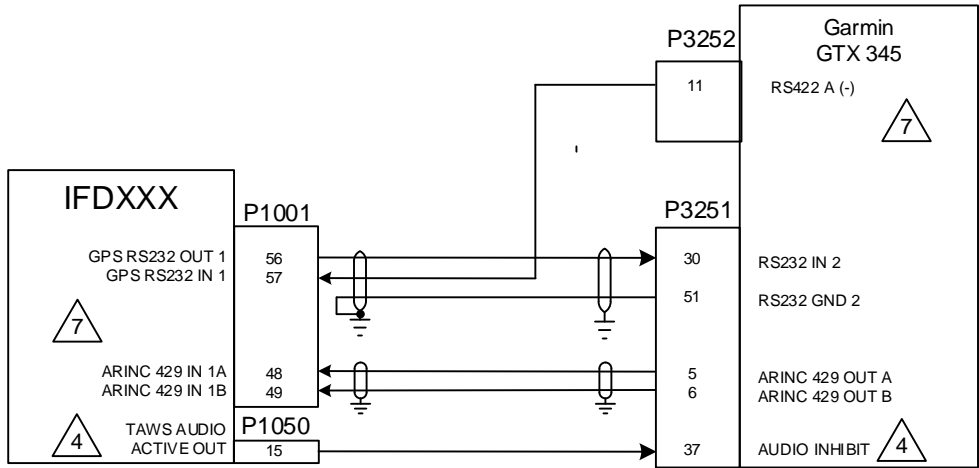 Garmin
GTX 345
P3252
11
RS422 A (-)
7
IFDXXX
P1001
P3251
GPS RS232 OUT 1
56
30
RS232 IN 2
GPS RS232 IN 1
57
51
RS232 GND 2
7
ARINC 429 IN 1A
48
5
ARINC 429 OUT A
ARINC 429 IN 1B
49
6
ARINC 429 OUT B
4
TAWS AUDIO
ACTIVE OUT
P1050
15
37
AUDIO INHIBIT
4